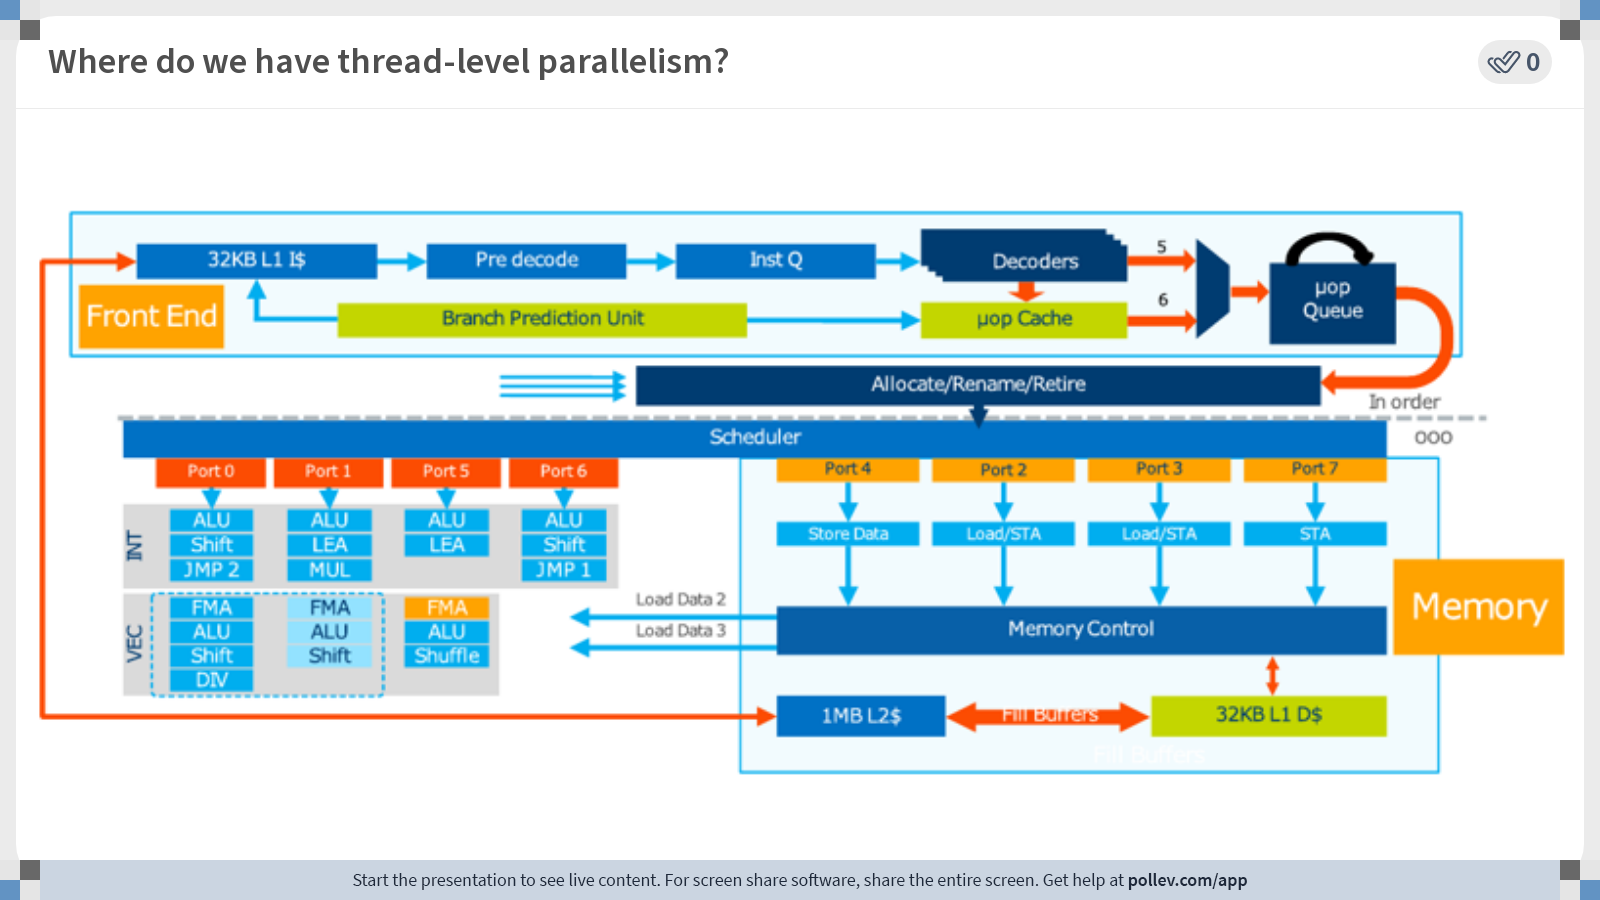 Where do we have thread-level parallelism?
0
32KB L1 I$
Pre decode
Inst Q
Decoders
5
6
μop
Queue
Front End
Branch Prediction Unit
μop Cache
Allocate/Rename/Retire
In order
Scheduler
OOO
Port 0
Port 1
Port 5
Port 6
Port 4
Port 2
Port 3
Port 7
INT
ALU
Shift
JMP 2
ALU
LEA
MUL
ALU
LEA
ALU
Shift
JMP 1
Store Data
Load/STA
Load/STA
STA
VEC
FMA
ALU
Shift
DIV
FMA
ALU
Shift
FMA
ALU
Shuffle
Load Data 2
Load Data 3
Memory Control
Memory
1MB L2$
Fill Buffers
32KB L1 D$
Fill Buffers
Start the presentation to see live content. For screen share software, share the entire screen. Get help at pollev.com/app